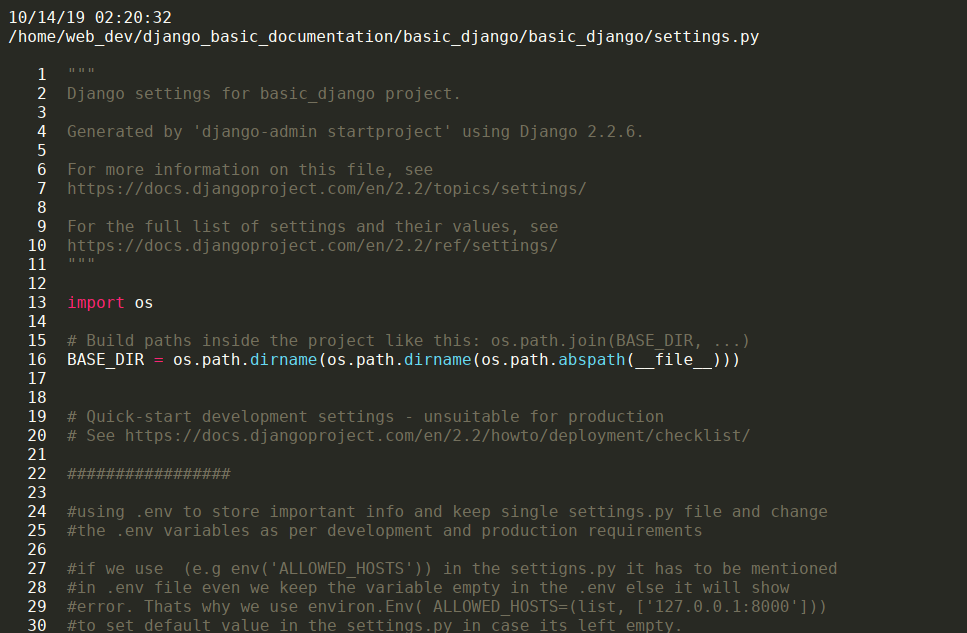 10/14/19 02:20:32
/home/web_dev/django_basic_documentation/basic_django/basic_django/settings.py
1 """
2 Django settings for basic_django project.
3
4 Generated by 'django-admin startproject' using Django 2.2.6.
5
6 For more information on this file, see
7 https://docs.djangoproject.com/en/2.2/topics/settings/
8
9 For the full list of settings and their values, see
10 https://docs.djangoproject.com/en/2.2/ref/settings/
11 """
12
13 import os
14
15 # Build paths inside the project like this: os.path.join(BASE_DIR, ...)
16 BASE_DIR = os.path.dirname(os.path.dirname(os.path.abspath(__file__)))
17
18
19 # Quick-start development settings - unsuitable for production
20 # See https://docs.djangoproject.com/en/2.2/howto/deployment/checklist/
21
22 #################
23
24 #using .env to store important info and keep single settings.py file and change
25 #the .env variables as per development and production requirements
26
27 #if we use  (e.g env('ALLOWED_HOSTS')) in the settigns.py it has to be mentioned
28 #in .env file even we keep the variable empty in the .env else it will show
29 #error. Thats why we use environ.Env( ALLOWED_HOSTS=(list, ['127.0.0.1:8000']))
30 #to set default value in the settings.py in case its left empty.